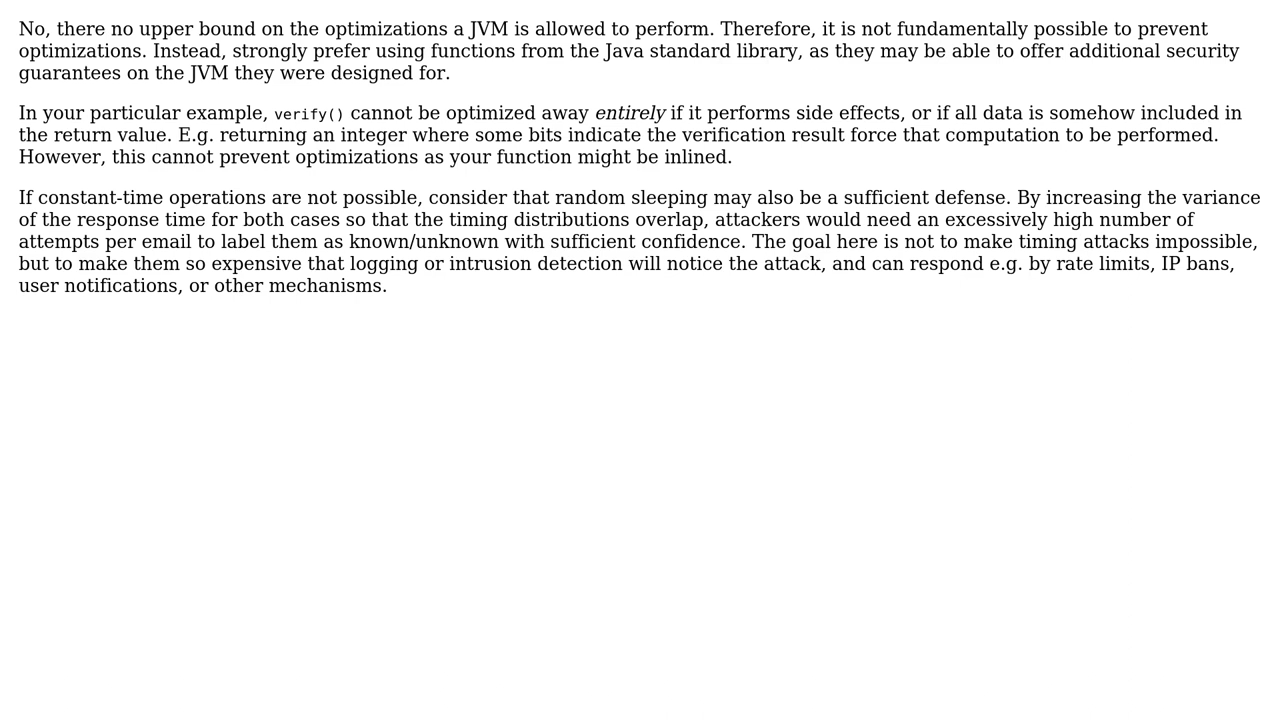 No, there no upper bound on the optimizations a JVM is allowed to perform. Therefore, it is not fundamentally possible to prevent
optimizations. Instead, strongly prefer using functions from the Java standard library, as they may be able to offer additional security
guarantees on the JVM they were designed for.
In your particular example, verify() cannot be optimized away entirely if it performs side effects, or if all data is somehow included in
the return value. E.g. returning an integer where some bits indicate the verification result force that computation to be performed.
However, this cannot prevent optimizations as your function might be inlined.
If constant-time operations are not possible, consider that random sleeping may also be a sufficient defense. By increasing the variance
of the response time for both cases so that the timing distributions overlap, attackers would need an excessively high number of
attempts per email to label them as known/unknown with sufficient confidence. The goal here is not to make timing attacks impossible,
but to make them so expensive that logging or intrusion detection will notice the attack, and can respond e.g. by rate limits, IP bans,
user notifications, or other mechanisms.